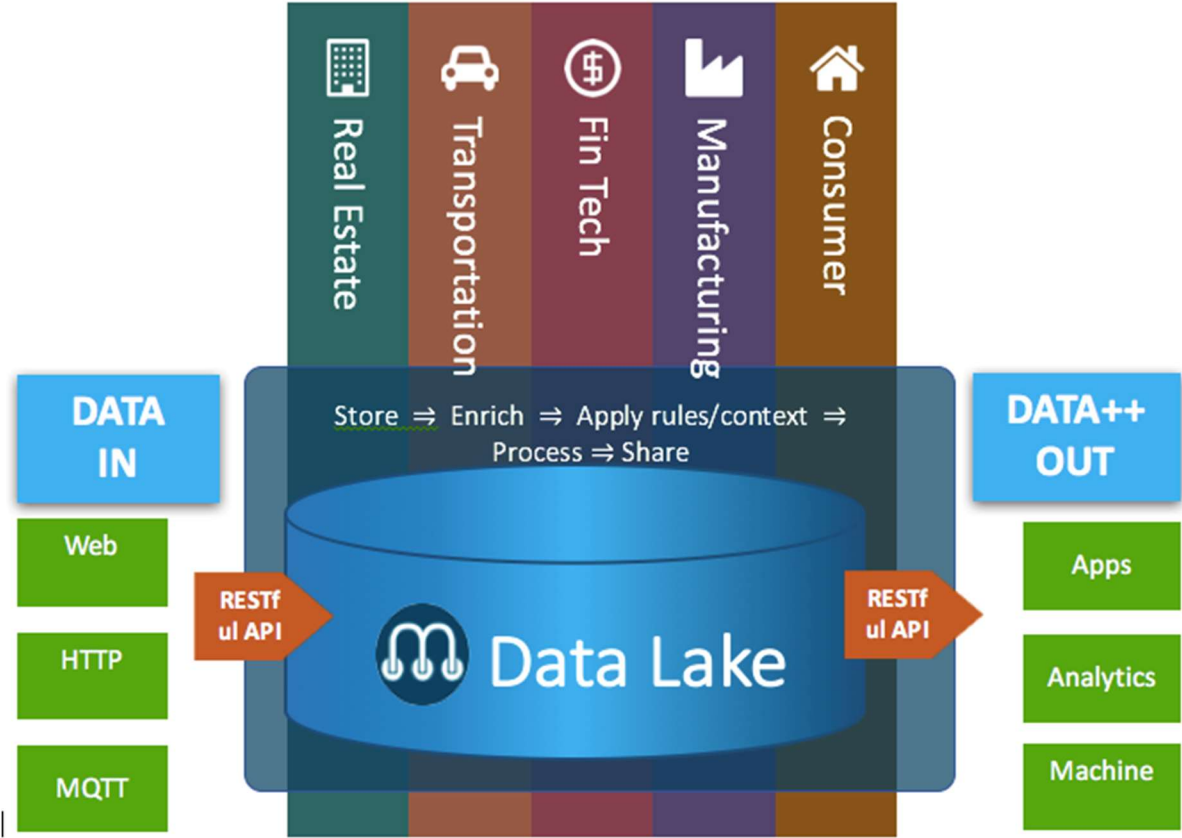 Real Estate
Transportation
Fin Tech
Manufacturing
Consumer
DATA
IN
Store ⇒ Enrich ⇒ Apply rules/context ⇒
Process ⇒ Share
DATA++
OUT
Web
HTTP
MQTT
RESTf
ul API
Data Lake
RESTf
ul API
Apps
Analytics
Machine